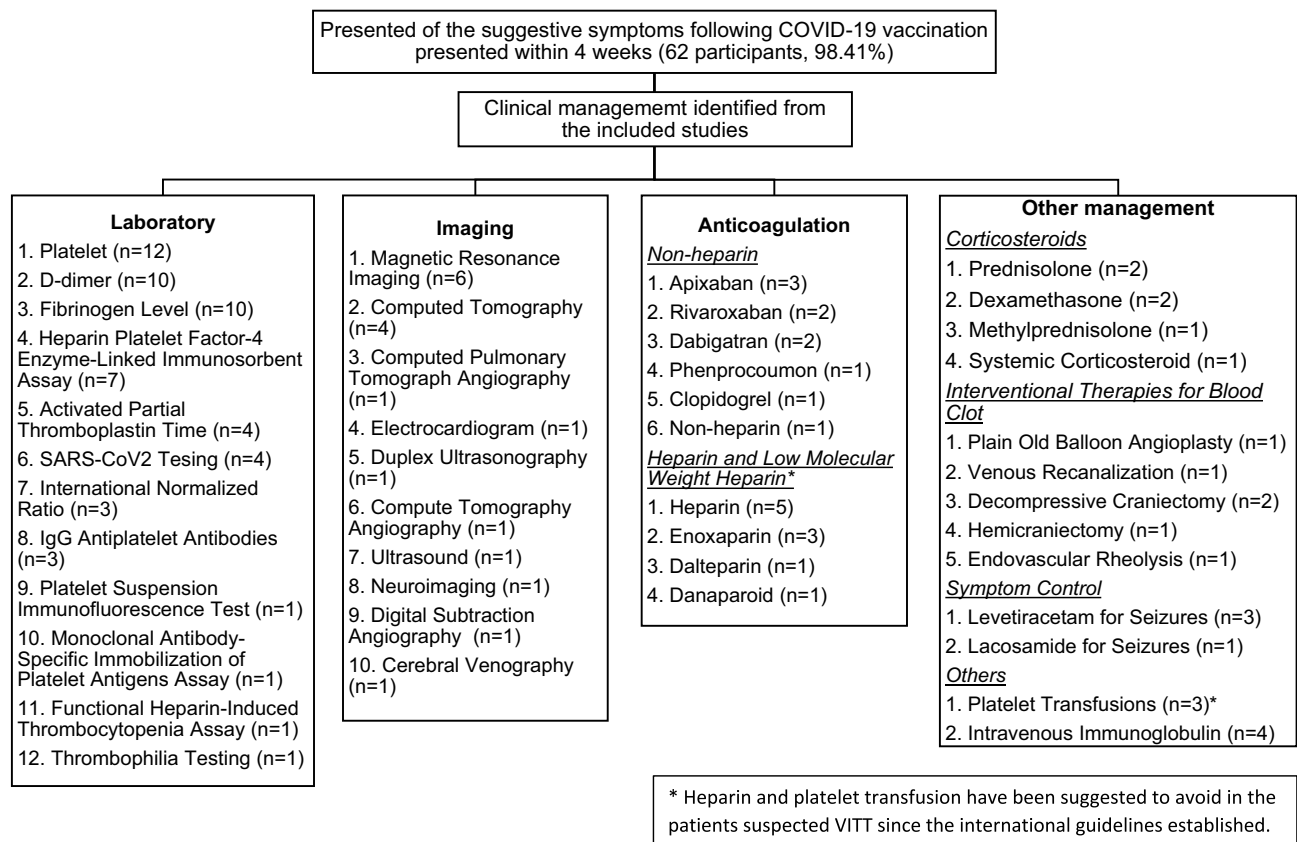 Presented of the suggestive symptoms following COVID-19 vaccination
presented within 4 weeks (62 participants, 98.41%)
Clinical managememt identified from
the included studies
Laboratory
1. Platelet (n=12)
2. D-dimer (n=10)
3. Fibrinogen Level (n=10)
4. Heparin Platelet Factor-4
Enzyme-Linked Immunosorbent
Assay (n=7)
5. Activated Partial
Thromboplastin Time (n=4)
6. SARS-CoV2 Tesing (n=4)
7. International Normalized
Ratio (n=3)
8. IgG Antiplatelet Antibodies
(n=3)
9. Platelet Suspension
Immunofluorescence Test (n=1)
10. Monoclonal Antibody-
Specific Immobilization of
Platelet Antigens Assay (n=1)
11. Functional Heparin-Induced
Thrombocytopenia Assay (n=1)
12. Thrombophilia Testing (n=1)
Imaging
1. Magnetic Resonance
Imaging (n=6)
2. Computed Tomography
(n=4)
3. Computed Pulmonary
Tomograph Angiography
(n=1)
4. Electrocardiogram (n=1)
5. Duplex Ultrasonography
(n=1)
6. Compute Tomography
Angiography (n=1)
7. Ultrasound (n=1)
8. Neuroimaging (n=1)
9. Digital Subtraction
Angiography (n=1)
10. Cerebral Venography
(n=1)
Anticoagulation
Non-heparin
1. Apixaban (n=3)
2. Rivaroxaban (n=2)
3. Dabigatran (n=2)
4. Phenprocoumon (n=1)
5. Clopidogrel (n=1)
6. Non-heparin (n=1)
Heparin and Low Molecular
Weight Heparin*
1. Heparin (n=5)
2. Enoxaparin (n=3)
3. Dalteparin (n=1)
4. Danaparoid (n=1)
Other management
Corticosteroids
1. Prednisolone (n=2)
2. Dexamethasone (n=2)
3. Methylprednisolone (n=1)
4. Systemic Corticosteroid (n=1)
Interventional Therapies for Blood
Clot
1. Plain Old Balloon Angioplasty (n=1)
2. Venous Recanalization (n=1)
3. Decompressive Craniectomy (n=2)
4. Hemicraniectomy (n=1)
5. Endovascular Rheolysis (n=1)
Symptom Control
1. Levetiracetam for Seizures (n=3)
2. Lacosamide for Seizures (n=1)
Others
1. Platelet Transfusions (n=3)*
2. Intravenous Immunoglobulin (n=4)
* Heparin and platelet transfusion have been suggested to avoid in the
patients suspected VITT since the international guidelines established.